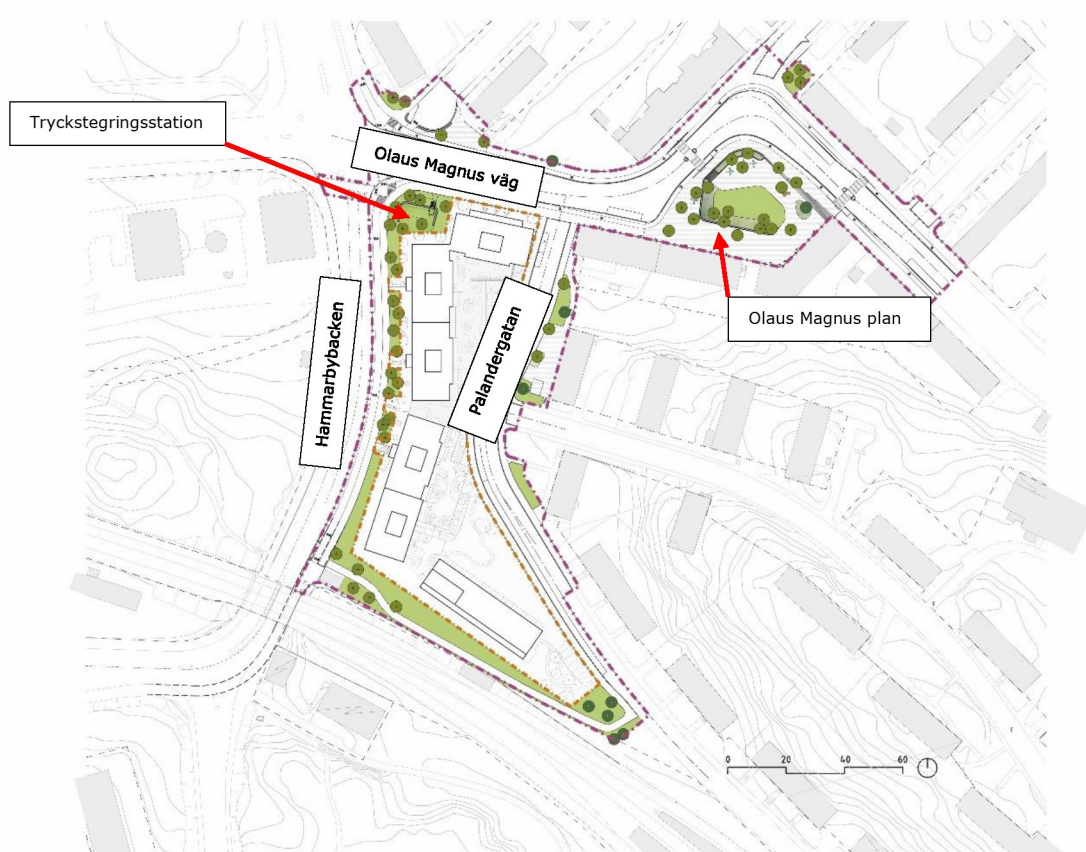 Tryckstegringsstation
Olaus Magnus väg
Hammarbybacken
Palandergatan
Olaus Magnus plan
0 20 40 60